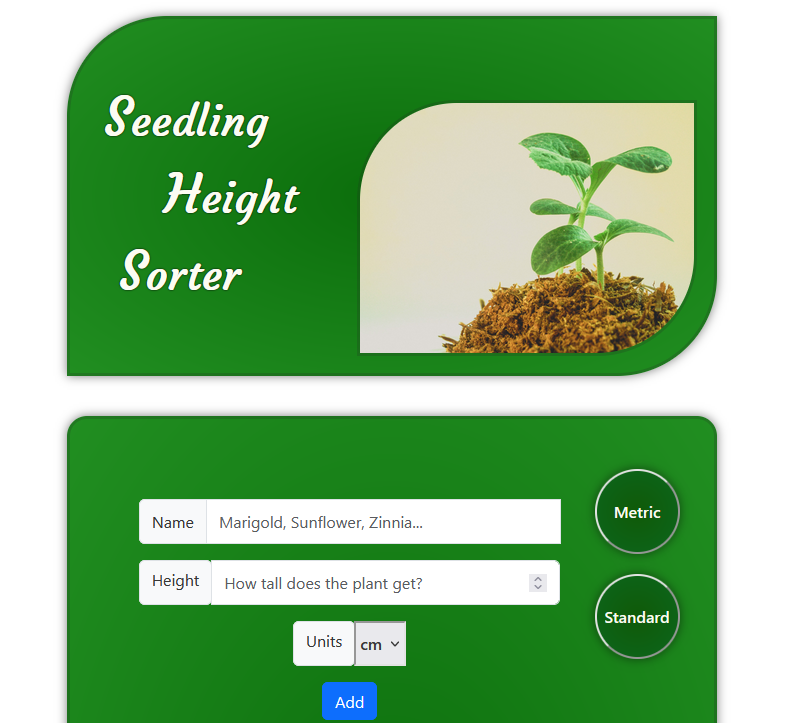 Seedling
Height
Sorter
Name Marigold, Sunflower, Zinnia...
Metric
Height How tall does the plant get?
Standard
Units cm
Add